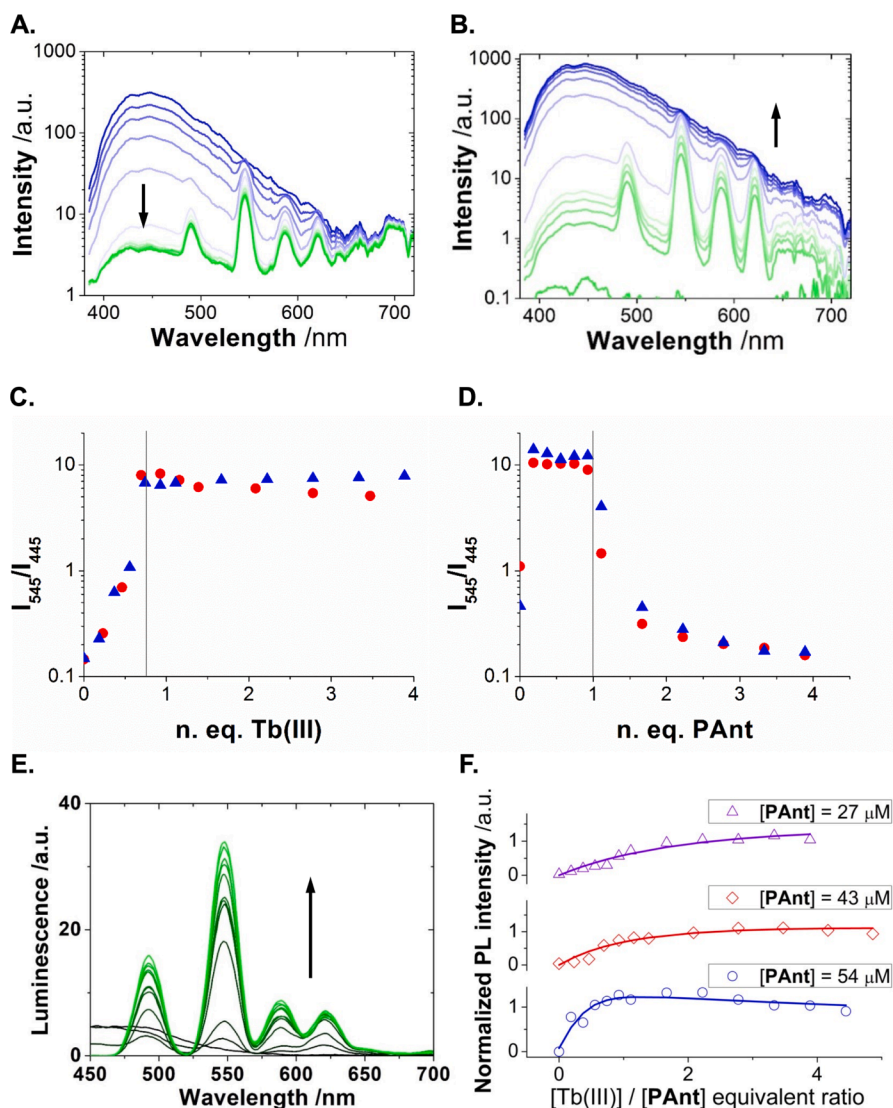 A.
Intensity /a.u.
1000
100
10
1
400 500 600 700
Wavelength /nm
B.
Intensity /a.u.
1000
100
10
1
0.1
400 500 600 700
Wavelength /nm
C.
I545/I445
10
1
0.1
0 1 2 3 4
n. eq. Tb(III)
D.
I545/I445
10
1
0.1
0 1 2 3 4
n. eq. PAnt
E.
Luminescence /a.u.
40
20
0
450 500 550 600 650 700
Wavelength /nm
F.
Normalized PL intensity /a.u.
[PAnt] = 27 μM
1
0
[PAnt] = 43 μM
1
0
[PAnt] = 54 μM
1
0
0 2 4
[Tb(III)] / [PAnt] equivalent ratio